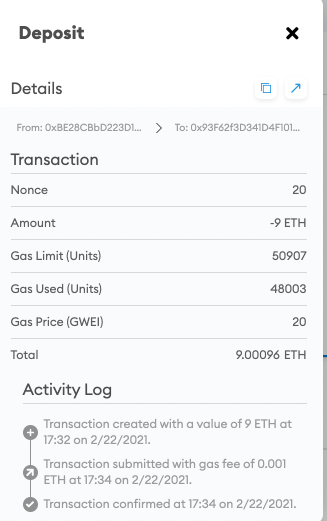 Deposit
Details
From: 0xBE28CBbD223D1... > To: 0x93F62f3D341D4F101...
Transaction
Nonce 20
Amount -9 ETH
Gas Limit (Units) 50907
Gas Used (Units) 48003
Gas Price (GWEI) 20
Total 9.00096 ETH
Activity Log
Transaction created with a value of 9 ETH at
17:32 on 2/22/2021.
Transaction submitted with gas fee of 0.001
ETH at 17:34 on 2/22/2021.
Transaction confirmed at 17:34 on 2/22/2021.